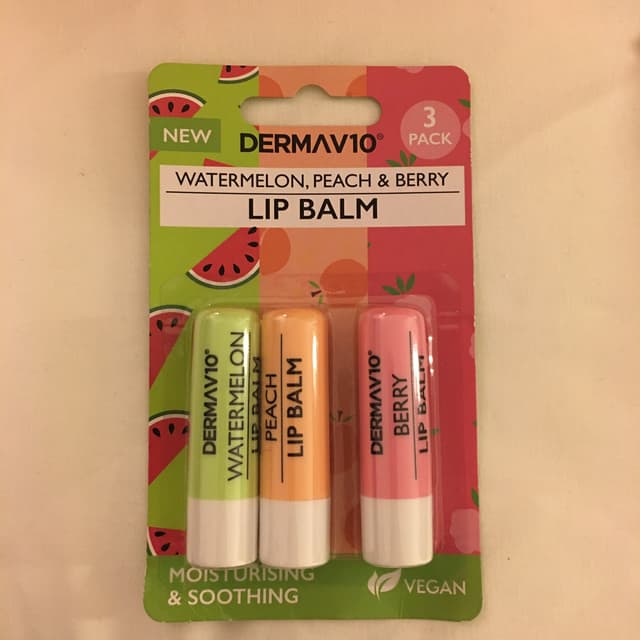 NEW
DERMAV10®
3
PACK
WATERMELON, PEACH & BERRY
LIP BALM
DERMAV10®
WATERMELON
LIP BALM
PEACH
LIP BALM
DERMAV10®
BERRY
LIP BALM
MOISTURISING
& SOOTHING
VEGAN